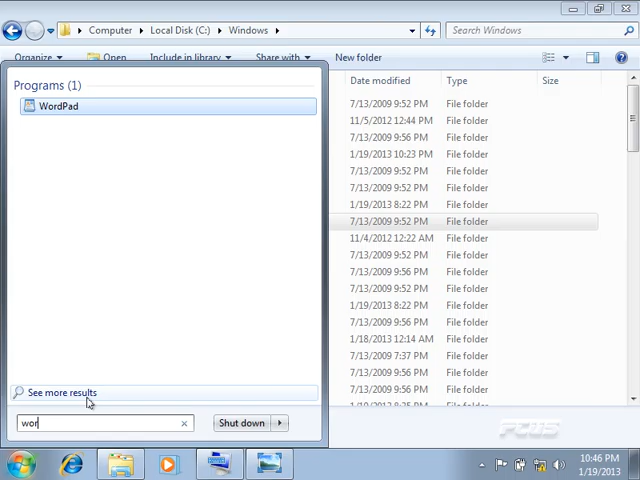 Computer Local Disk (C:) Windows Search Windows
Organize Open Include in library Share with New folder
Programs (1)
WordPad
Date modified Type Size
7/13/2009 9:52 PM File folder
11/5/2012 12:44 PM File folder
7/13/2009 9:56 PM File folder
1/19/2013 10:23 PM File folder
7/13/2009 9:52 PM File folder
7/13/2009 9:52 PM File folder
1/19/2013 8:22 PM File folder
7/13/2009 9:52 PM File folder
11/4/2012 12:22 AM File folder
7/13/2009 9:52 PM File folder
7/13/2009 9:56 PM File folder
7/13/2009 9:52 PM File folder
1/19/2013 8:22 PM File folder
7/13/2009 9:56 PM File folder
1/18/2013 12:14 AM File folder
7/13/2009 7:37 PM File folder
7/13/2009 9:56 PM File folder
7/13/2009 9:56 PM File folder
See more results
wor
Shut down
10:46 PM
1/19/2013